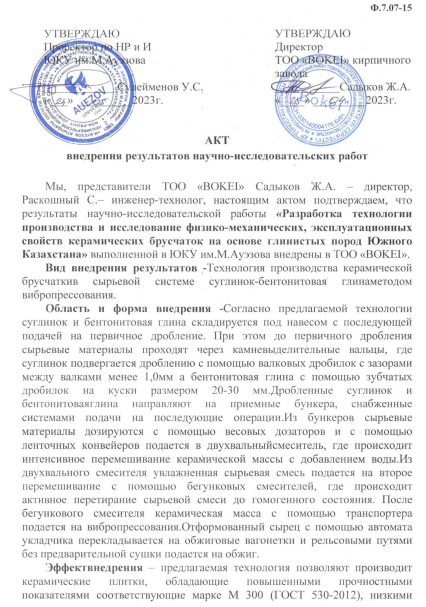 Ф.7.07-15
УТВЕРЖДАЮ УТВЕРЖДАЮ
Проректор по НР и И Директор
ЮКУ им.М.Ауэзова ТОО «BOKEI» кирпичного
завода
Сулейменов У.С. Садыков Ж.А.
«24» 2023г. « » 04 2023г.
AUEZOV
bokei
АКТ
внедрения результатов научно-исследовательских работ
Мы, представители ТОО «BOKEI» Садыков Ж.А. – директор,
Раскошный С.– инженер-технолог, настоящим актом подтверждаем, что
результаты научно-исследовательской работы «Разработка технологии
производства и исследование физико-механических, эксплуатационных
свойств керамических брусчаток на основе глинистых пород Южного
Казахстана» выполненной в ЮКУ им.М.Ауэзова внедрены в ТОО «BOKEI».
Вид внедрения результатов -Технология производства керамической
брусчаткив сырьевой системе суглинок-бентонитовая глинаметодом
вибропрессования.
Область и форма внедрения -Согласно предлагаемой технологии
суглинок и бентонитовая глина складируется под навесом с последующей
подачей на первичное дробление. При этом до первичного дробления
сырьевые материалы проходят через камневыделительные вальцы, где
суглинок подвергается дроблению с помощью валковых дробилок с зазорами
между валками менее 1,0мм а бентонитовая глина с помощью зубчатых
дробилок на куски размером 20-30 мм.Дробленные суглинок и
бентонитоваяглина направляют на приемные бункера, снабженные
системами подачи на последующие операции.Из бункеров сырьевые
материалы дозируются с помощью весовых дозаторов и с помощью
ленточных конвейеров подается в двухвальныйсмеситель, где происходит
интенсивное перемешивание керамической массы с добавлением воды.Из
двухвального смесителя увлажненная сырьевая смесь подается на второе
перемешивание с помощью бегунковых смесителей, где происходит
активное перетирание сырьевой смеси до гомогенного состояния. После
бегункового смесителя керамическая масса с помощью транспортера
подается на вибропрессования.Отформованный сырец с помощью автомата
укладчика перекладывается на обжиговые вагонетки и рельсовыми путями
без предварительной сушки подается на обжиг.
Эффектвнедрения – предлагаемая технология позволяют производит
керамические плитки, обладающие повышенными прочностными
показателями соответствующие марке М 300 (ГОСТ 530-2012), низкими